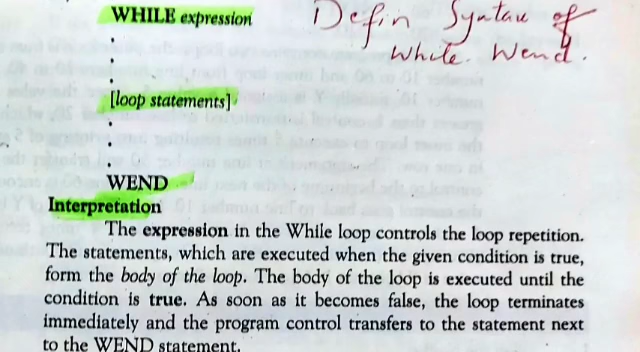 WHILE expression
Defin Syntax of
While Wend.
.
.
.
[loop statements]
.
.
.
WEND
Interpretation
The expression in the While loop controls the loop repetition.
The statements, which are executed when the given condition is true,
form the body of the loop. The body of the loop is executed until the
condition is true. As soon as it becomes false, the loop terminates
immediately and the program control transfers to the statement next
to the WEND statement.